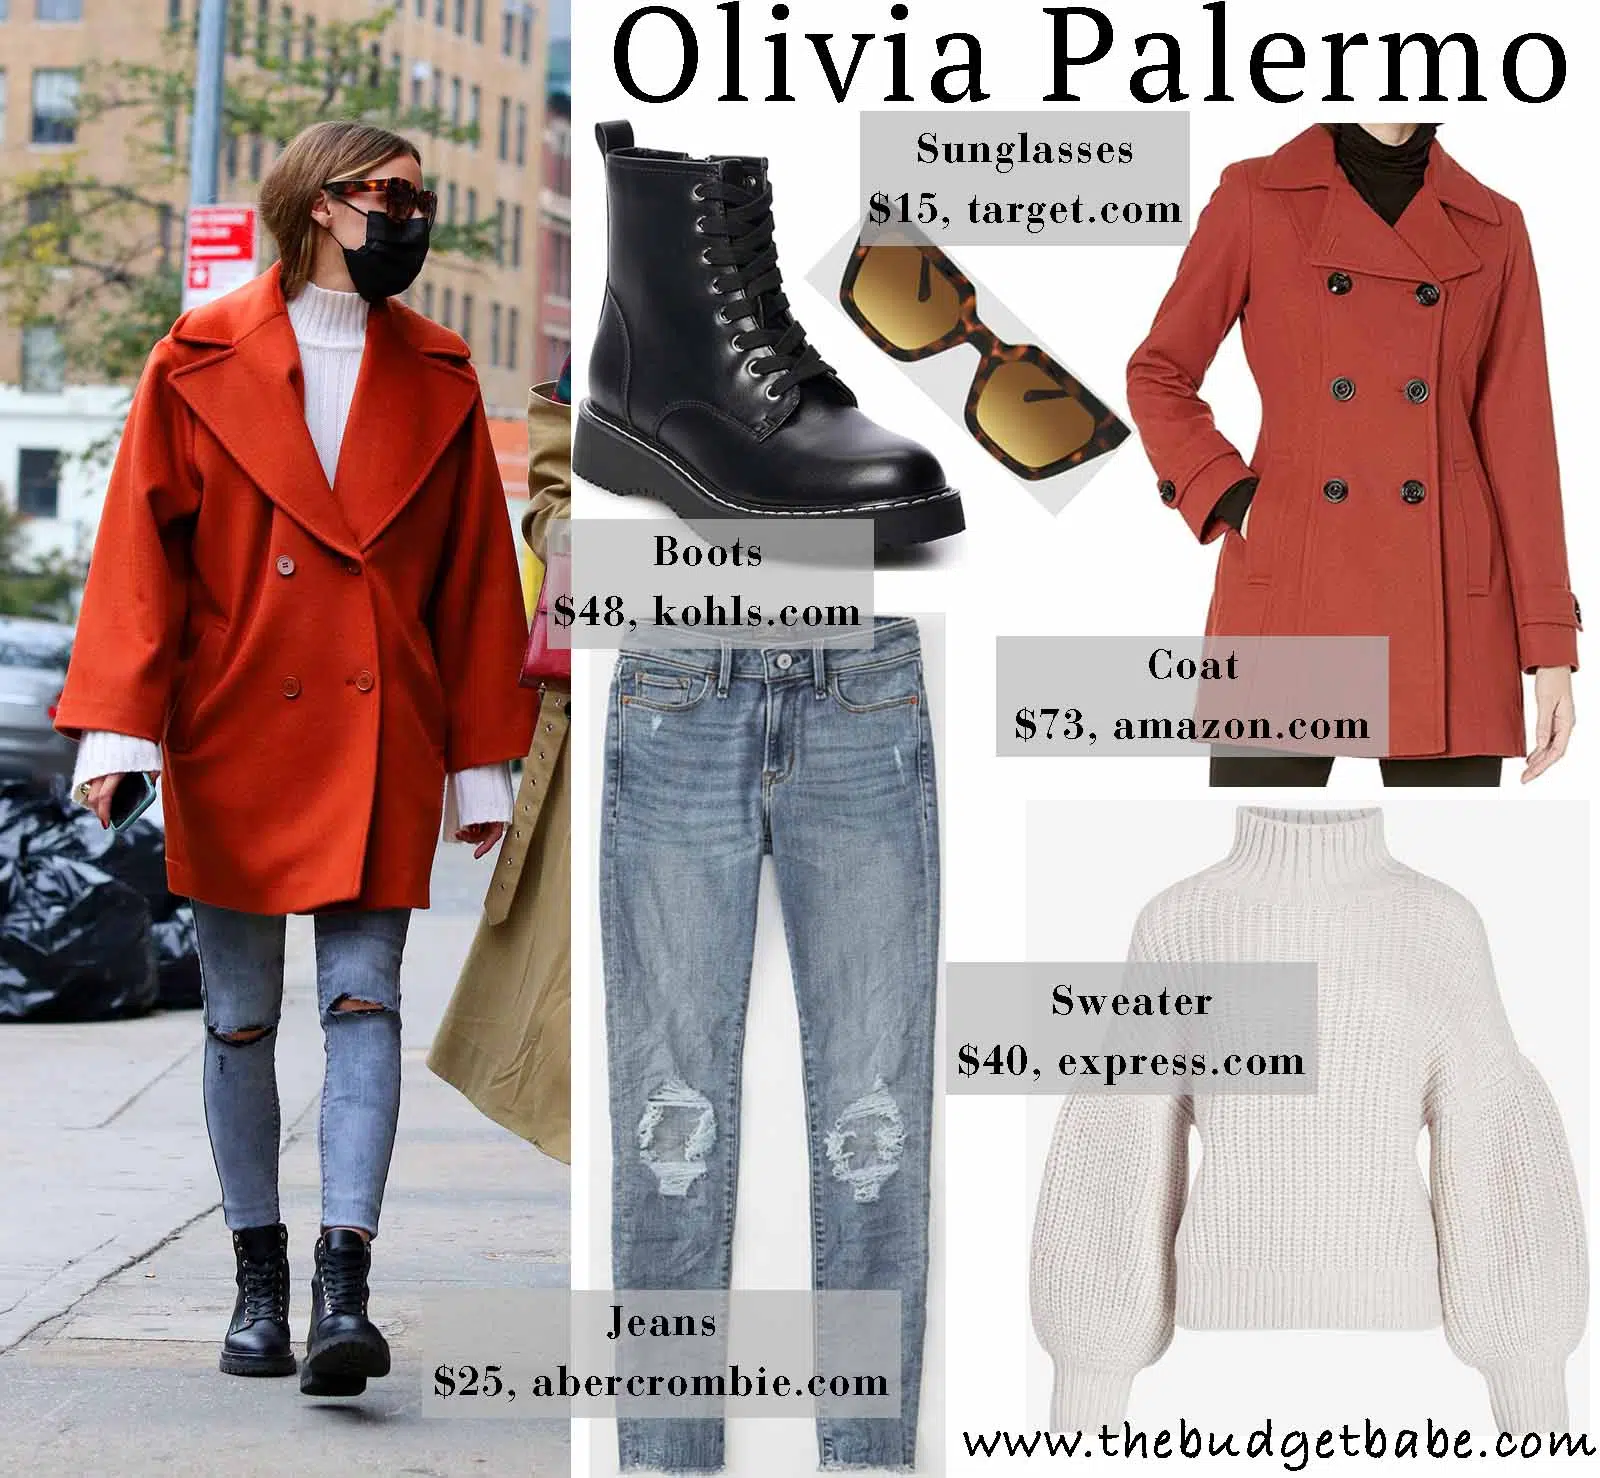 Olivia Palermo
Sunglasses
$15, target.com
Boots
$48, kohls.com
Coat
$73, amazon.com
Sweater
$40, express.com
Jeans
$25, abercrombie.com
www.thebudgetbabe.com